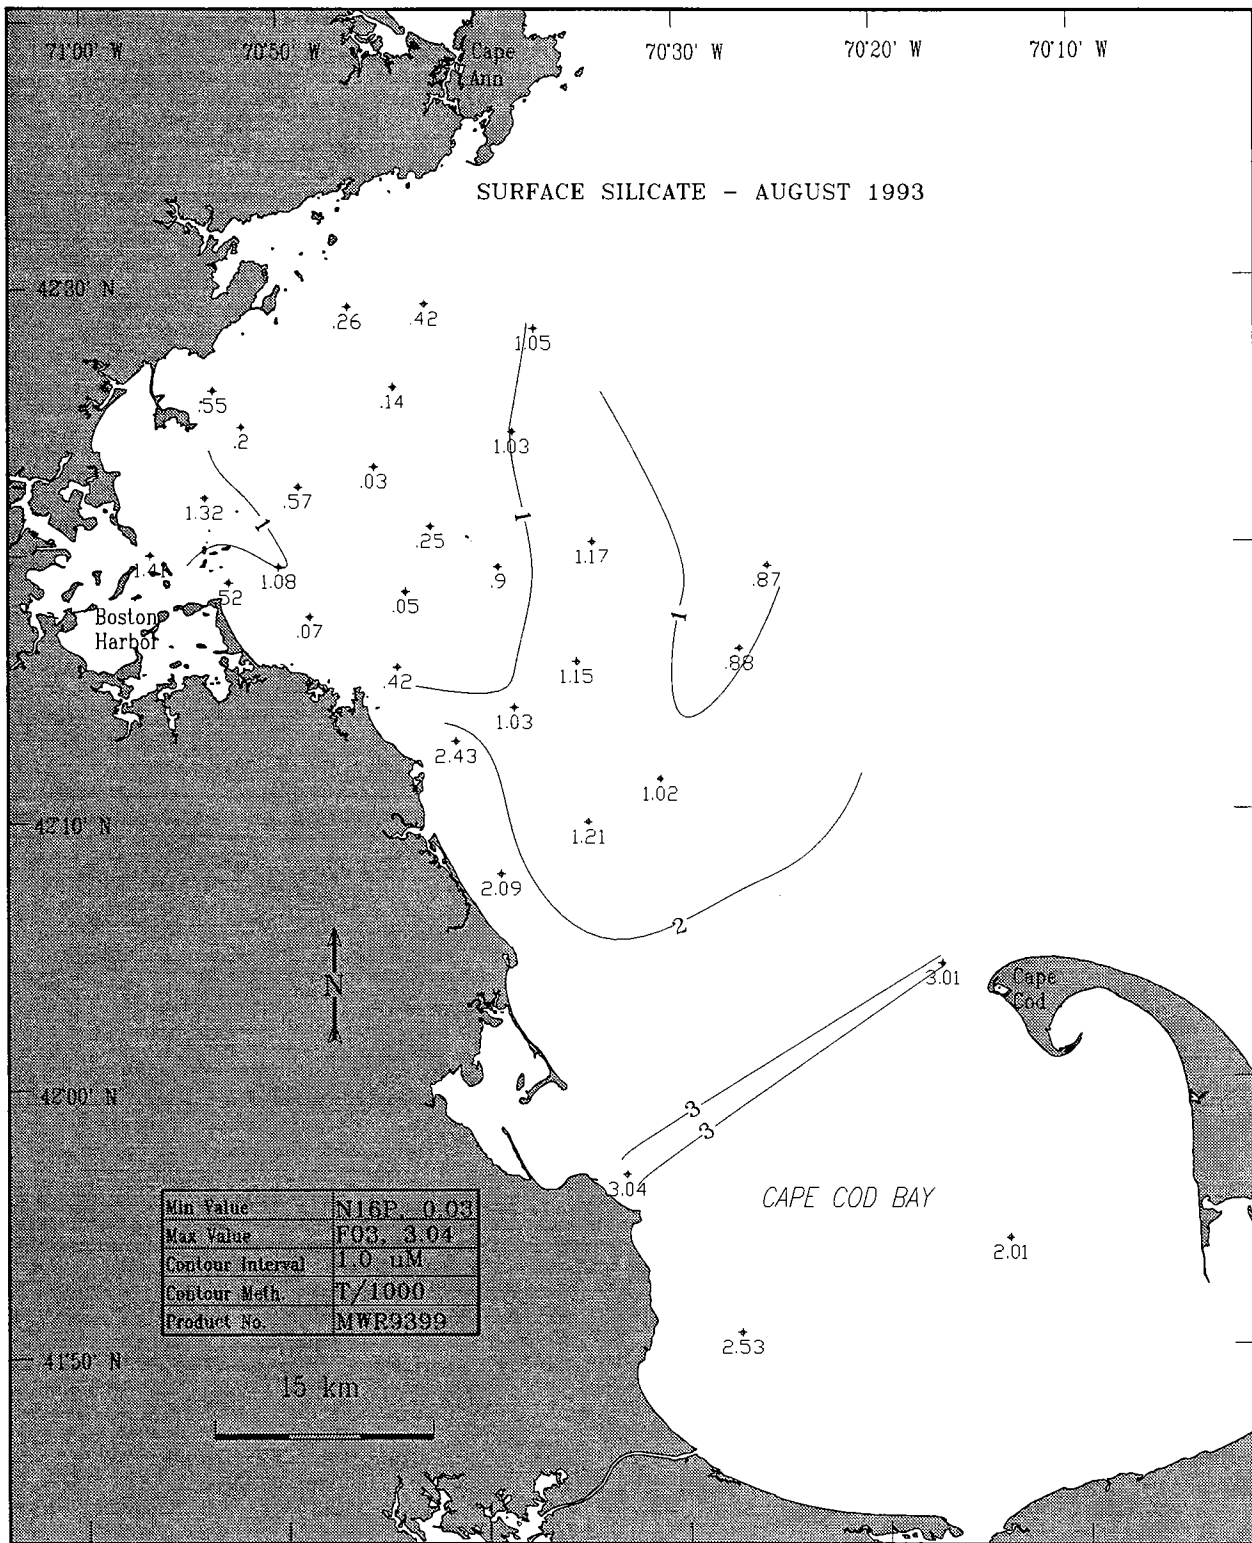 71°00' W 70°50' W 70°30' W 70°20' W 70°10' W
Cape
Ann
SURFACE SILICATE - AUGUST 1993
42°30' N
.26 .42
1.05
.55 .14
.2 1.03
.03
.57
1.32
1
1
.25 1.17
1.41 1.08 .9 .87
.52
.05
Boston
Harbor
.07
1
.88
.42 1.15
1.03
2.43
1.02
42°10' N
1.21
2.09
2
N
3.01
Cape
Cod
42°00' N
3
3
3.04
CAPE COD BAY
Min Value N16P, 0.03
Max Value F03, 3.04
Contour Interval 1.0 uM
Contour Meth. T/1000
Product No. MWR9399
2.01
2.53
41°50' N
15 km